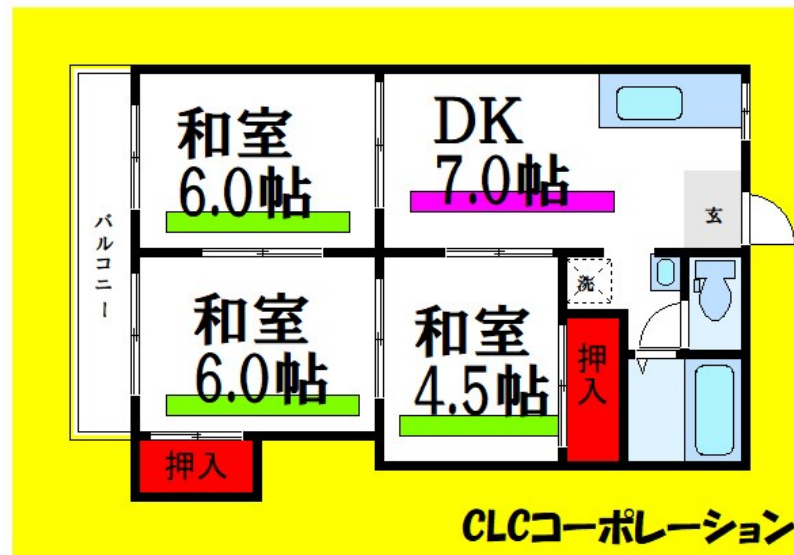 和室
6.0帖
DK
7.0帖
玄
バルコニー
和室
6.0帖
和室
4.5帖
洗
押入
押入
CLCコーポレーション